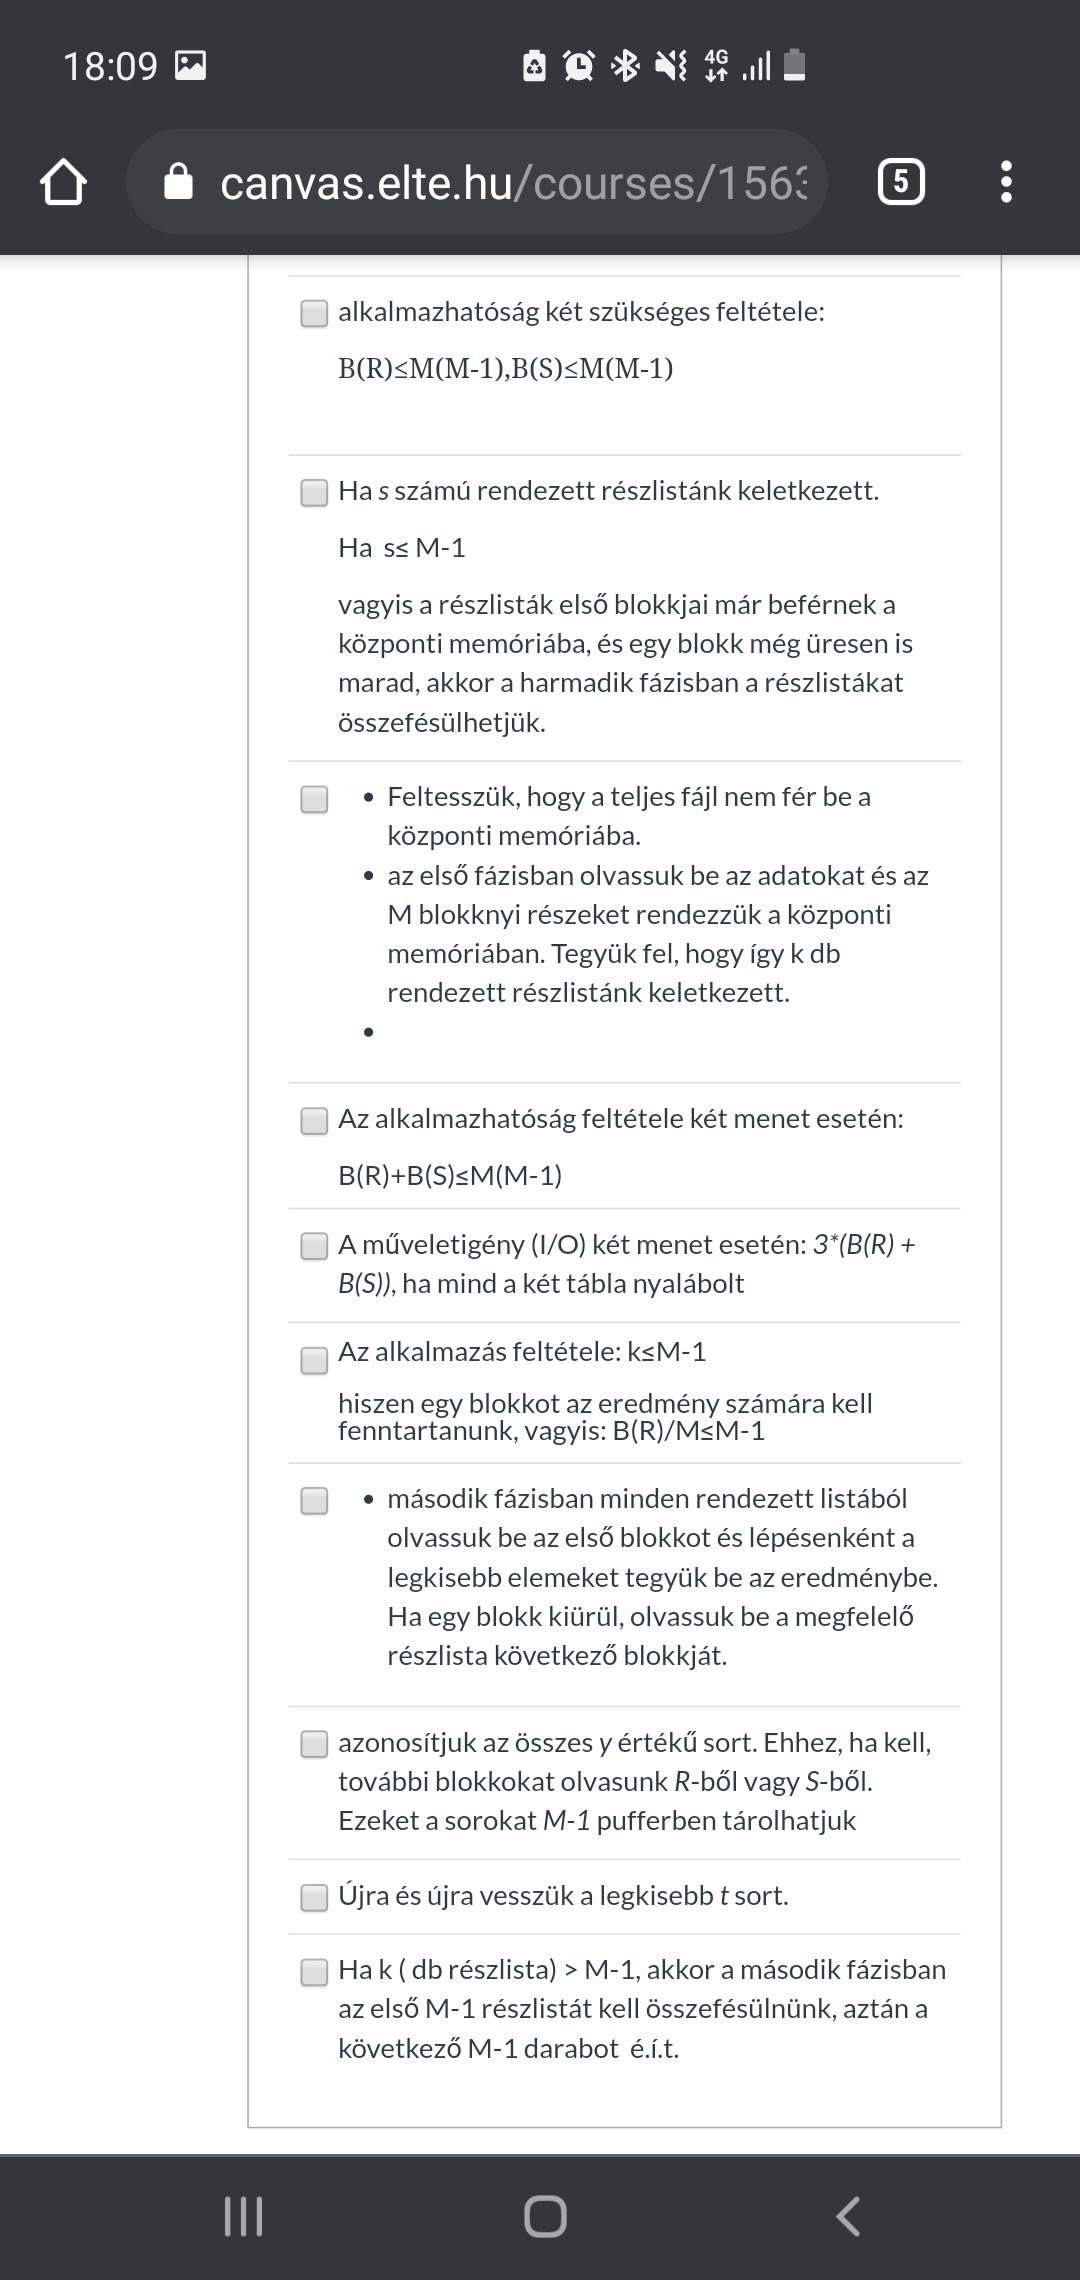 18:09
4G
canvas.elte.hu/courses/1563
5
alkalmazhatóság két szükséges feltétele:
B(R)≤M(M-1),B(S)≤M(M-1)
Ha s számú rendezett részlistánk keletkezett.
Ha s≤ M-1
vagyis a részlisták első blokkjai már beférnek a
központi memóriába, és egy blokk még üresen is
marad, akkor a harmadik fázisban a részlistákat
összefésülhetjük.
• Feltesszük, hogy a teljes fájl nem fér be a
központi memóriába.
• az első fázisban olvassuk be az adatokat és az
M blokknyi részeket rendezzük a központi
memóriában. Tegyük fel, hogy így k db
rendezett részlistánk keletkezett.
•
Az alkalmazhatóság feltétele két menet esetén:
B(R)+B(S)≤M(M-1)
A műveletigény (I/O) két menet esetén: 3*(B(R) +
B(S)), ha mind a két tábla nyalábolt
Az alkalmazás feltétele: k≤M-1
hiszen egy blokkot az eredmény számára kell
fenntartanunk, vagyis: B(R)/M≤M-1
• második fázisban minden rendezett listából
olvassuk be az első blokkot és lépésenként a
legkisebb elemeket tegyük be az eredménybe.
Ha egy blokk kiürül, olvassuk be a megfelelő
részlista következő blokkját.
azonosítjuk az összes y értékű sort. Ehhez, ha kell,
további blokkokat olvasunk R-ből vagy S-ből.
Ezeket a sorokat M-1 pufferben tárolhatjuk
Újra és újra vesszük a legkisebb t sort.
Ha k ( db részlista) > M-1, akkor a második fázisban
az első M-1 részlistát kell összefésülnünk, aztán a
következő M-1 darabot é.í.t.